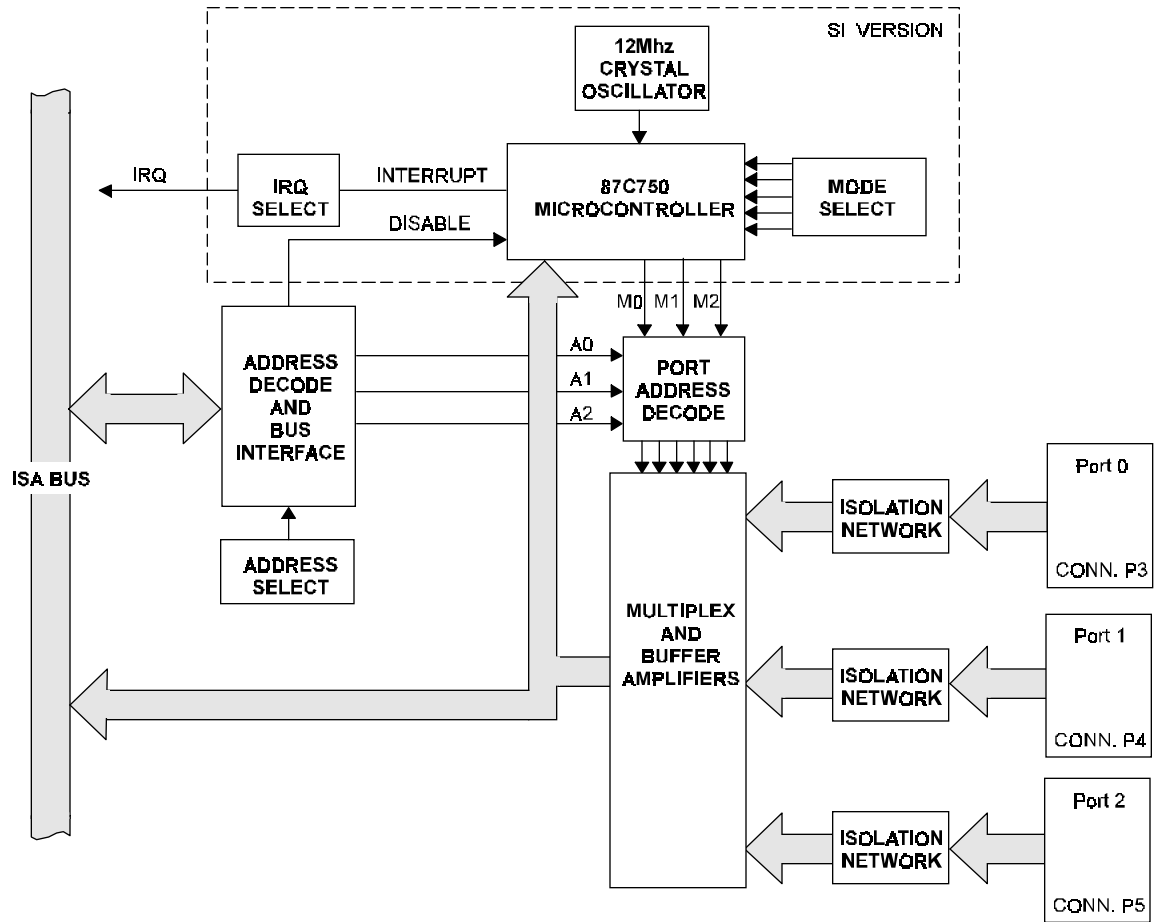 SI VERSION
12Mhz
CRYSTAL
OSCILLATOR
IRQ
IRQ
SELECT
INTERRUPT
87C750
MICROCONTROLLER
MODE
SELECT
DISABLE
M0 M1 M2
ADDRESS
DECODE
AND
BUS
INTERFACE
A0
A1
A2
PORT
ADDRESS
DECODE
ISA BUS
ADDRESS
SELECT
MULTIPLEX
AND
BUFFER
AMPLIFIERS
ISOLATION
NETWORK
Port 0
CONN. P3
ISOLATION
NETWORK
Port 1
CONN. P4
ISOLATION
NETWORK
Port 2
CONN. P5